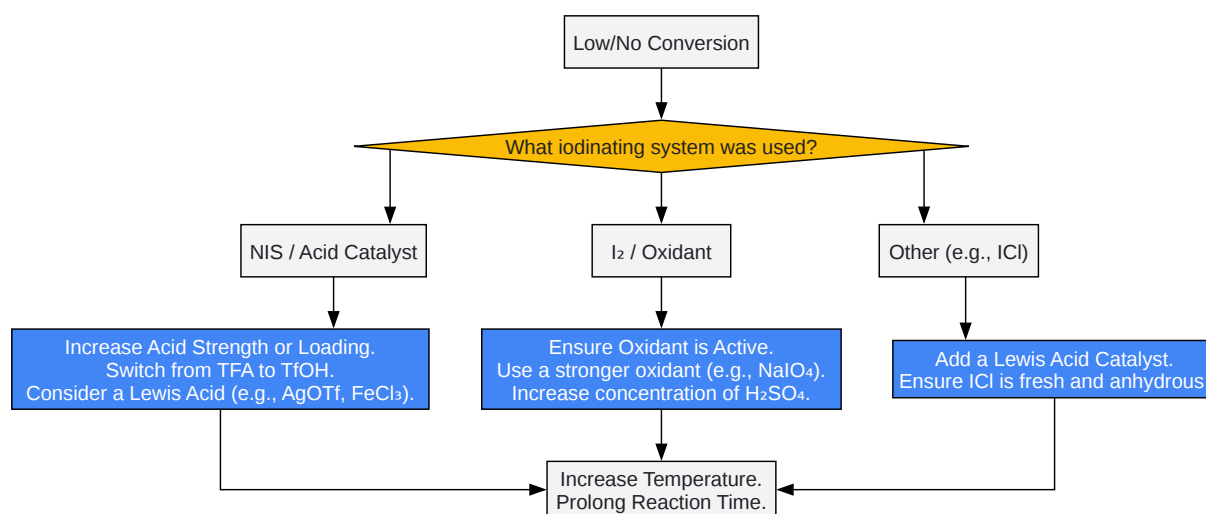 Low/No Conversion
What iodinating system was used?
NIS / Acid Catalyst
I₂ / Oxidant
Other (e.g., ICl)
Increase Acid Strength or Loading.
Switch from TFA to TfOH.
Consider a Lewis Acid (e.g., AgOTf, FeCl₃).
Ensure Oxidant is Active.
Use a stronger oxidant (e.g., NaIO₄).
Increase concentration of H₂SO₄.
Add a Lewis Acid Catalyst.
Ensure ICl is fresh and anhydrous.
Increase Temperature.
Prolong Reaction Time.